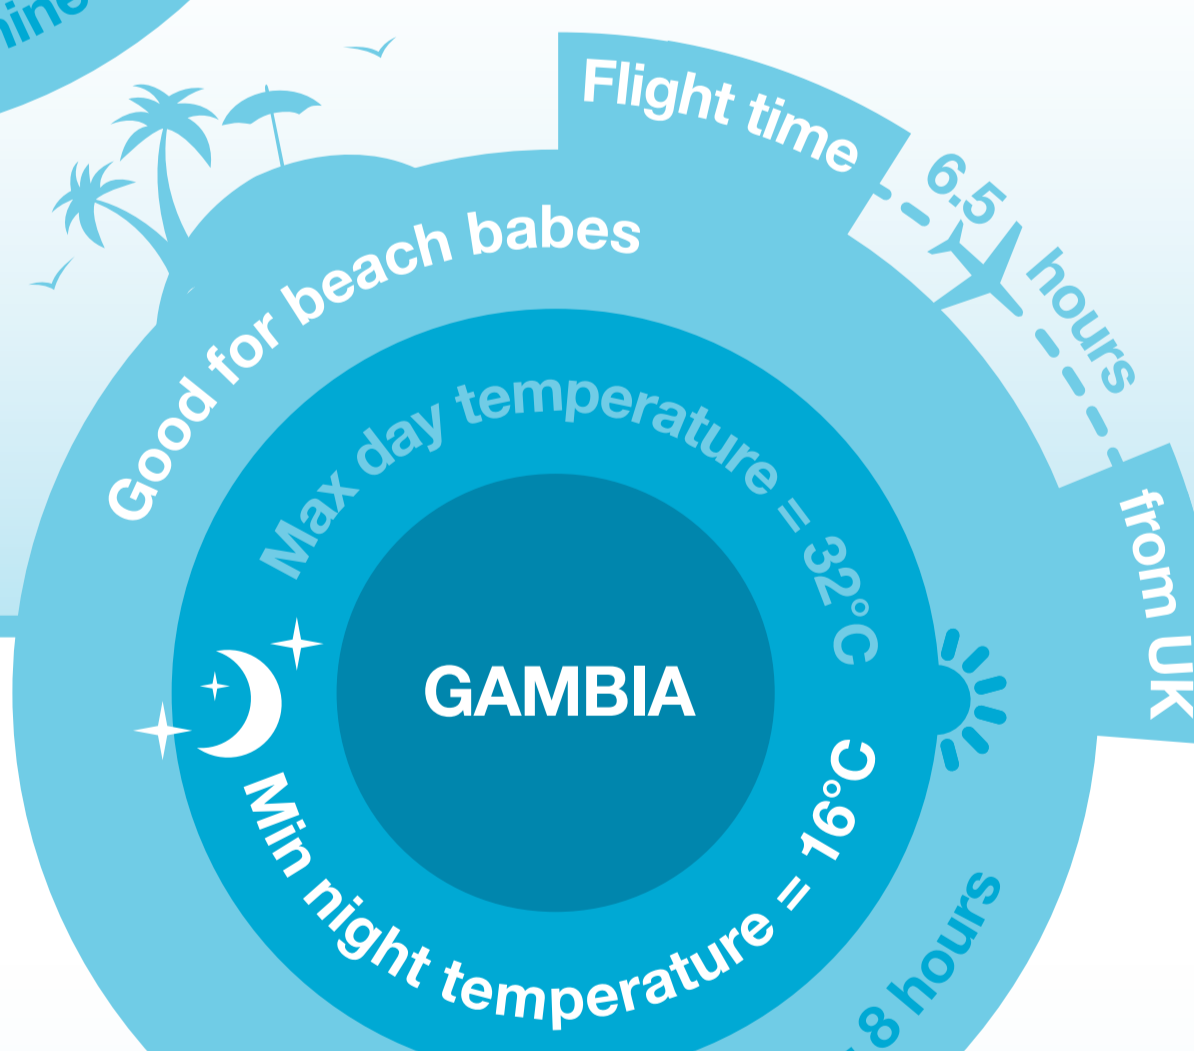 Flight time
6.5 hours
from UK
Good for beach babes
Max day temperature = 32°C
GAMBIA
Min night temperature = 16°C
8 hours